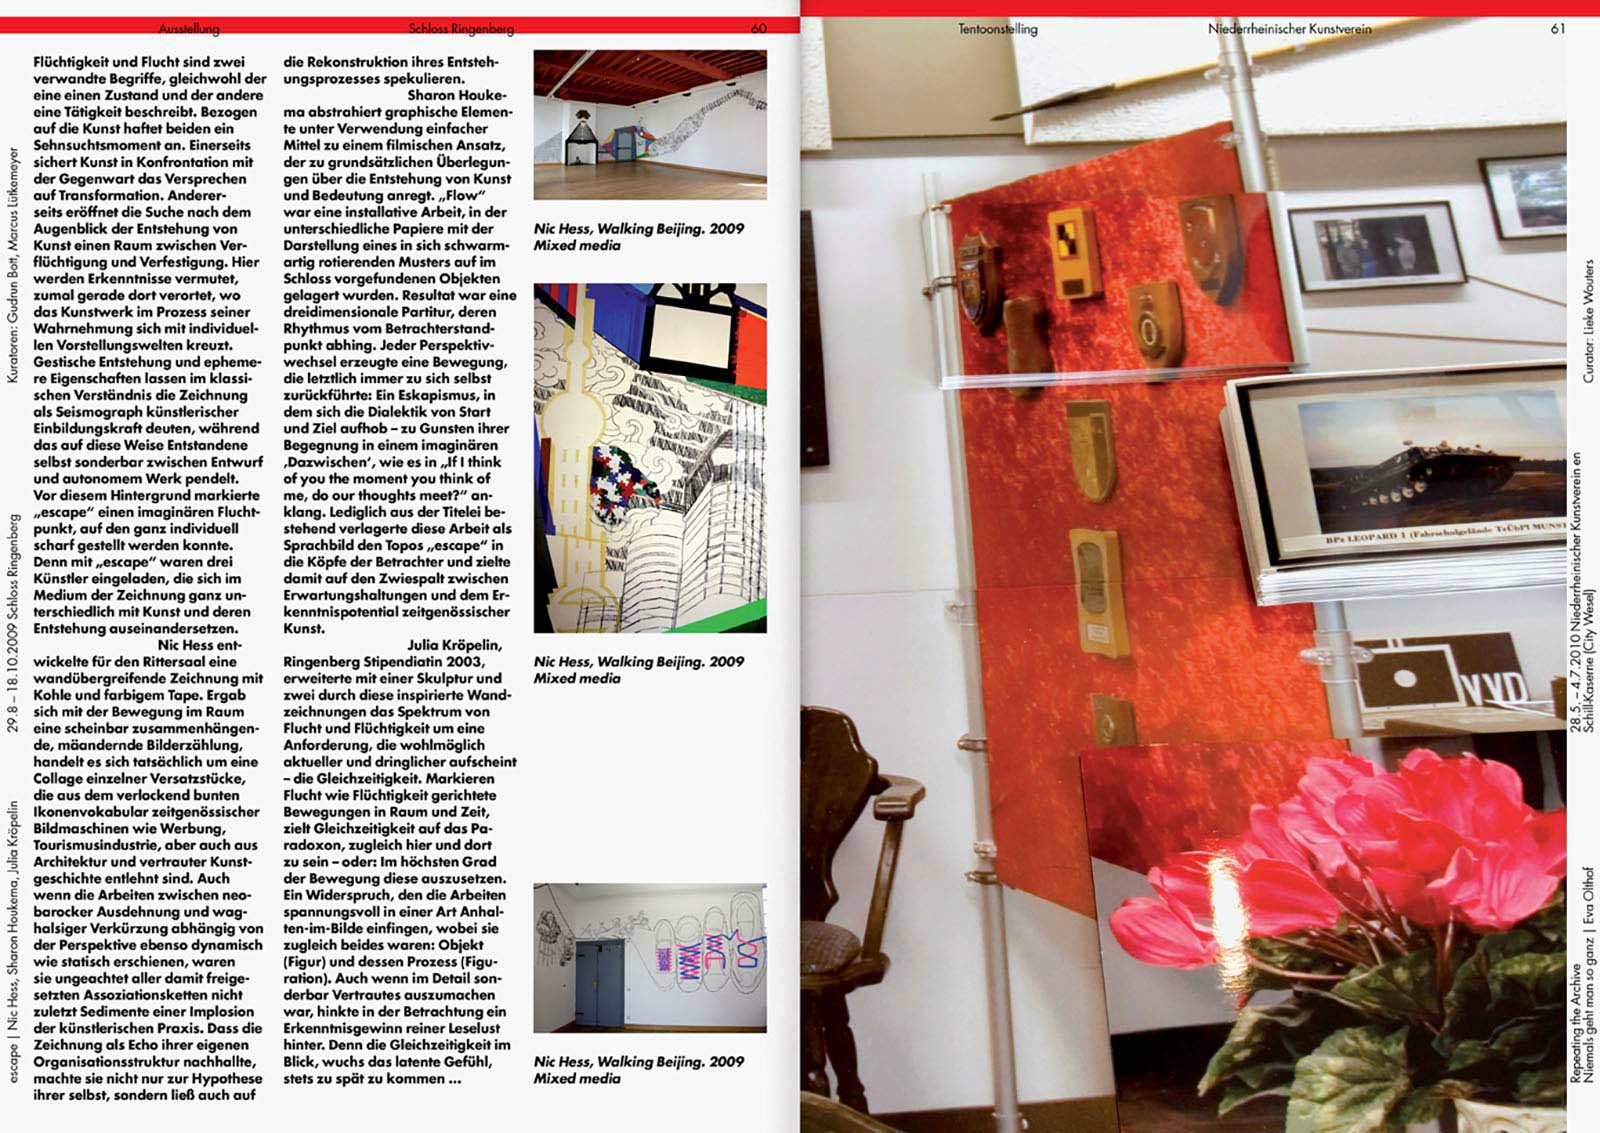 Ausstellung
Schloss Ringenberg
60
Flüchtigkeit und Flucht sind zwei
verwandte Begriffe, gleichwohl der
eine einen Zustand und der andere
eine Tätigkeit beschreibt. Bezogen
auf die Kunst haftet beiden ein
Sehnsuchtsmoment an. Einerseits
sichert Kunst in Konfrontation mit
der Gegenwart das Versprechen
auf Transformation. Anderer-
seits eröffnet die Suche nach dem
Augenblick der Entstehung von
Kunst einen Raum zwischen Ver-
flüchtigung und Verfestigung. Hier
werden Erkenntnisse vermutet,
zumal gerade dort verortet, wo
das Kunstwerk im Prozess seiner
Wahrnehmung sich mit individuel-
len Vorstellungswelten kreuzt.
Gestische Entstehung und epheme-
re Eigenschaften lassen im klassi-
schen Verständnis die Zeichnung
als Seismograph künstlerischer
Einbildungskraft deuten, während
das auf diese Weise Entstandene
selbst sonderbar zwischen Entwurf
und autonomem Werk pendelt.
Vor diesem Hintergrund markierte
„escape“ einen imaginären Flucht-
punkt, auf den ganz individuell
scharf gestellt werden konnte.
Denn mit „escape“ waren drei
Künstler eingeladen, die sich im
Medium der Zeichnung ganz un-
terschiedlich mit Kunst und deren
Entstehung auseinandersetzen.
Nic Hess ent-
wickelte für den Rittersaal eine
wandübergreifende Zeichnung mit
Kohle und farbigem Tape. Ergab
sich mit der Bewegung im Raum
eine scheinbar zusammenhängen-
de, mäandernde Bilderzählung,
handelt es sich tatsächlich um eine
Collage einzelner Versatzstücke,
die aus dem verlockend bunten
Ikonenvokabular zeitgenössischer
Bildmaschinen wie Werbung,
Tourismusindustrie, aber auch aus
Architektur und vertrauter Kunst-
geschichte entlehnt sind. Auch
wenn die Arbeiten zwischen neo-
barocker Ausdehnung und wag-
halsiger Verkürzung abhängig von
der Perspektive ebenso dynamisch
wie statisch erschienen, waren
sie ungeachtet aller damit freige-
setzten Assoziationsketten nicht
zuletzt Sedimente einer Implosion
der künstlerischen Praxis. Dass die
Zeichnung als Echo ihrer eigenen
Organisationsstruktur nachhallte,
machte sie nicht nur zur Hypothese
ihrer selbst, sondern ließ auch auf
die Rekonstruktion ihres Entsteh-
ungsprozesses spekulieren.
Sharon Houke-
ma abstrahiert graphische Elemen-
te unter Verwendung einfacher
Mittel zu einem filmischen Ansatz,
der zu grundsätzlichen Überlegun-
gen über die Entstehung von Kunst
und Bedeutung anregt. „Flow“
war eine installative Arbeit, in der
unterschiedliche Papiere mit der
Darstellung eines in sich schwarm-
artig rotierenden Musters auf im
Schloss vorgefundenen Objekten
gelagert wurden. Resultat war eine
dreidimensionale Partitur, deren
Rhythmus vom Betrachterstand-
punkt abhing. Jeder Perspektiv-
wechsel erzeugte eine Bewegung,
die letztlich immer zu sich selbst
zurückführte: Ein Eskapismus, in
dem sich die Dialektik von Start
und Ziel aufhob – zu Gunsten ihrer
Begegnung in einem imaginären
‚Dazwischen‘, wie es in „If I think
of you the moment you think of
me, do our thoughts meet?“ an-
klang. Lediglich aus der Titelei be-
stehend verlagerte diese Arbeit als
Sprachbild den Topos „escape“ in
die Köpfe der Betrachter und zielte
damit auf den Zwiespalt zwischen
Erwartungshaltungen und dem Er-
kenntnispotential zeitgenössischer
Kunst.
Julia Kröpelin,
Ringenberg Stipendiatin 2003,
erweiterte mit einer Skulptur und
zwei durch diese inspirierte Wand-
zeichnungen das Spektrum von
Flucht und Flüchtigkeit um eine
Anforderung, die wohlmöglich
aktueller und dringlicher aufscheint
– die Gleichzeitigkeit. Markieren
Flucht wie Flüchtigkeit gerichtete
Bewegungen in Raum und Zeit,
zielt Gleichzeitigkeit auf das Pa-
radoxon, zugleich hier und dort
zu sein – oder: Im höchsten Grad
der Bewegung diese auszusetzen.
Ein Widerspruch, den die Arbeiten
spannungsvoll in einer Art Anhal-
ten-im-Bilde einfingen, wobei sie
zugleich beides waren: Objekt
(Figur) und dessen Prozess (Figu-
ration). Auch wenn im Detail son-
derbar Vertrautes auszumachen
war, hinkte in der Betrachtung ein
Erkenntnisgewinn reiner Leselust
hinter. Denn die Gleichzeitigkeit im
Blick, wuchs das latente Gefühl,
stets zu spät zu kommen ...
Nic Hess, Walking Beijing. 2009
Mixed media
Nic Hess, Walking Beijing. 2009
Mixed media
Nic Hess, Walking Beijing. 2009
Mixed media
escape | Nic Hess, Sharon Houkema, Julia Kröpelin
29.8 – 18.10.2009 Schloss Ringenberg
Kuratoren: Gudrun Bott, Marcus Lütkemeyer
Tentoonstelling
Niederrheinischer Kunstverein
61
BPz LEOPARD 1 (Fahrschulgelände TrÜbPl MUNST
VVD
Repeating the Archive
Niemals geht man so ganz | Eva Olthof
28.5. – 4.7.2010 Niederrheinischer Kunstverein en
Schill-Kaserne (City Wesel)
Curator: Lieke Wouters